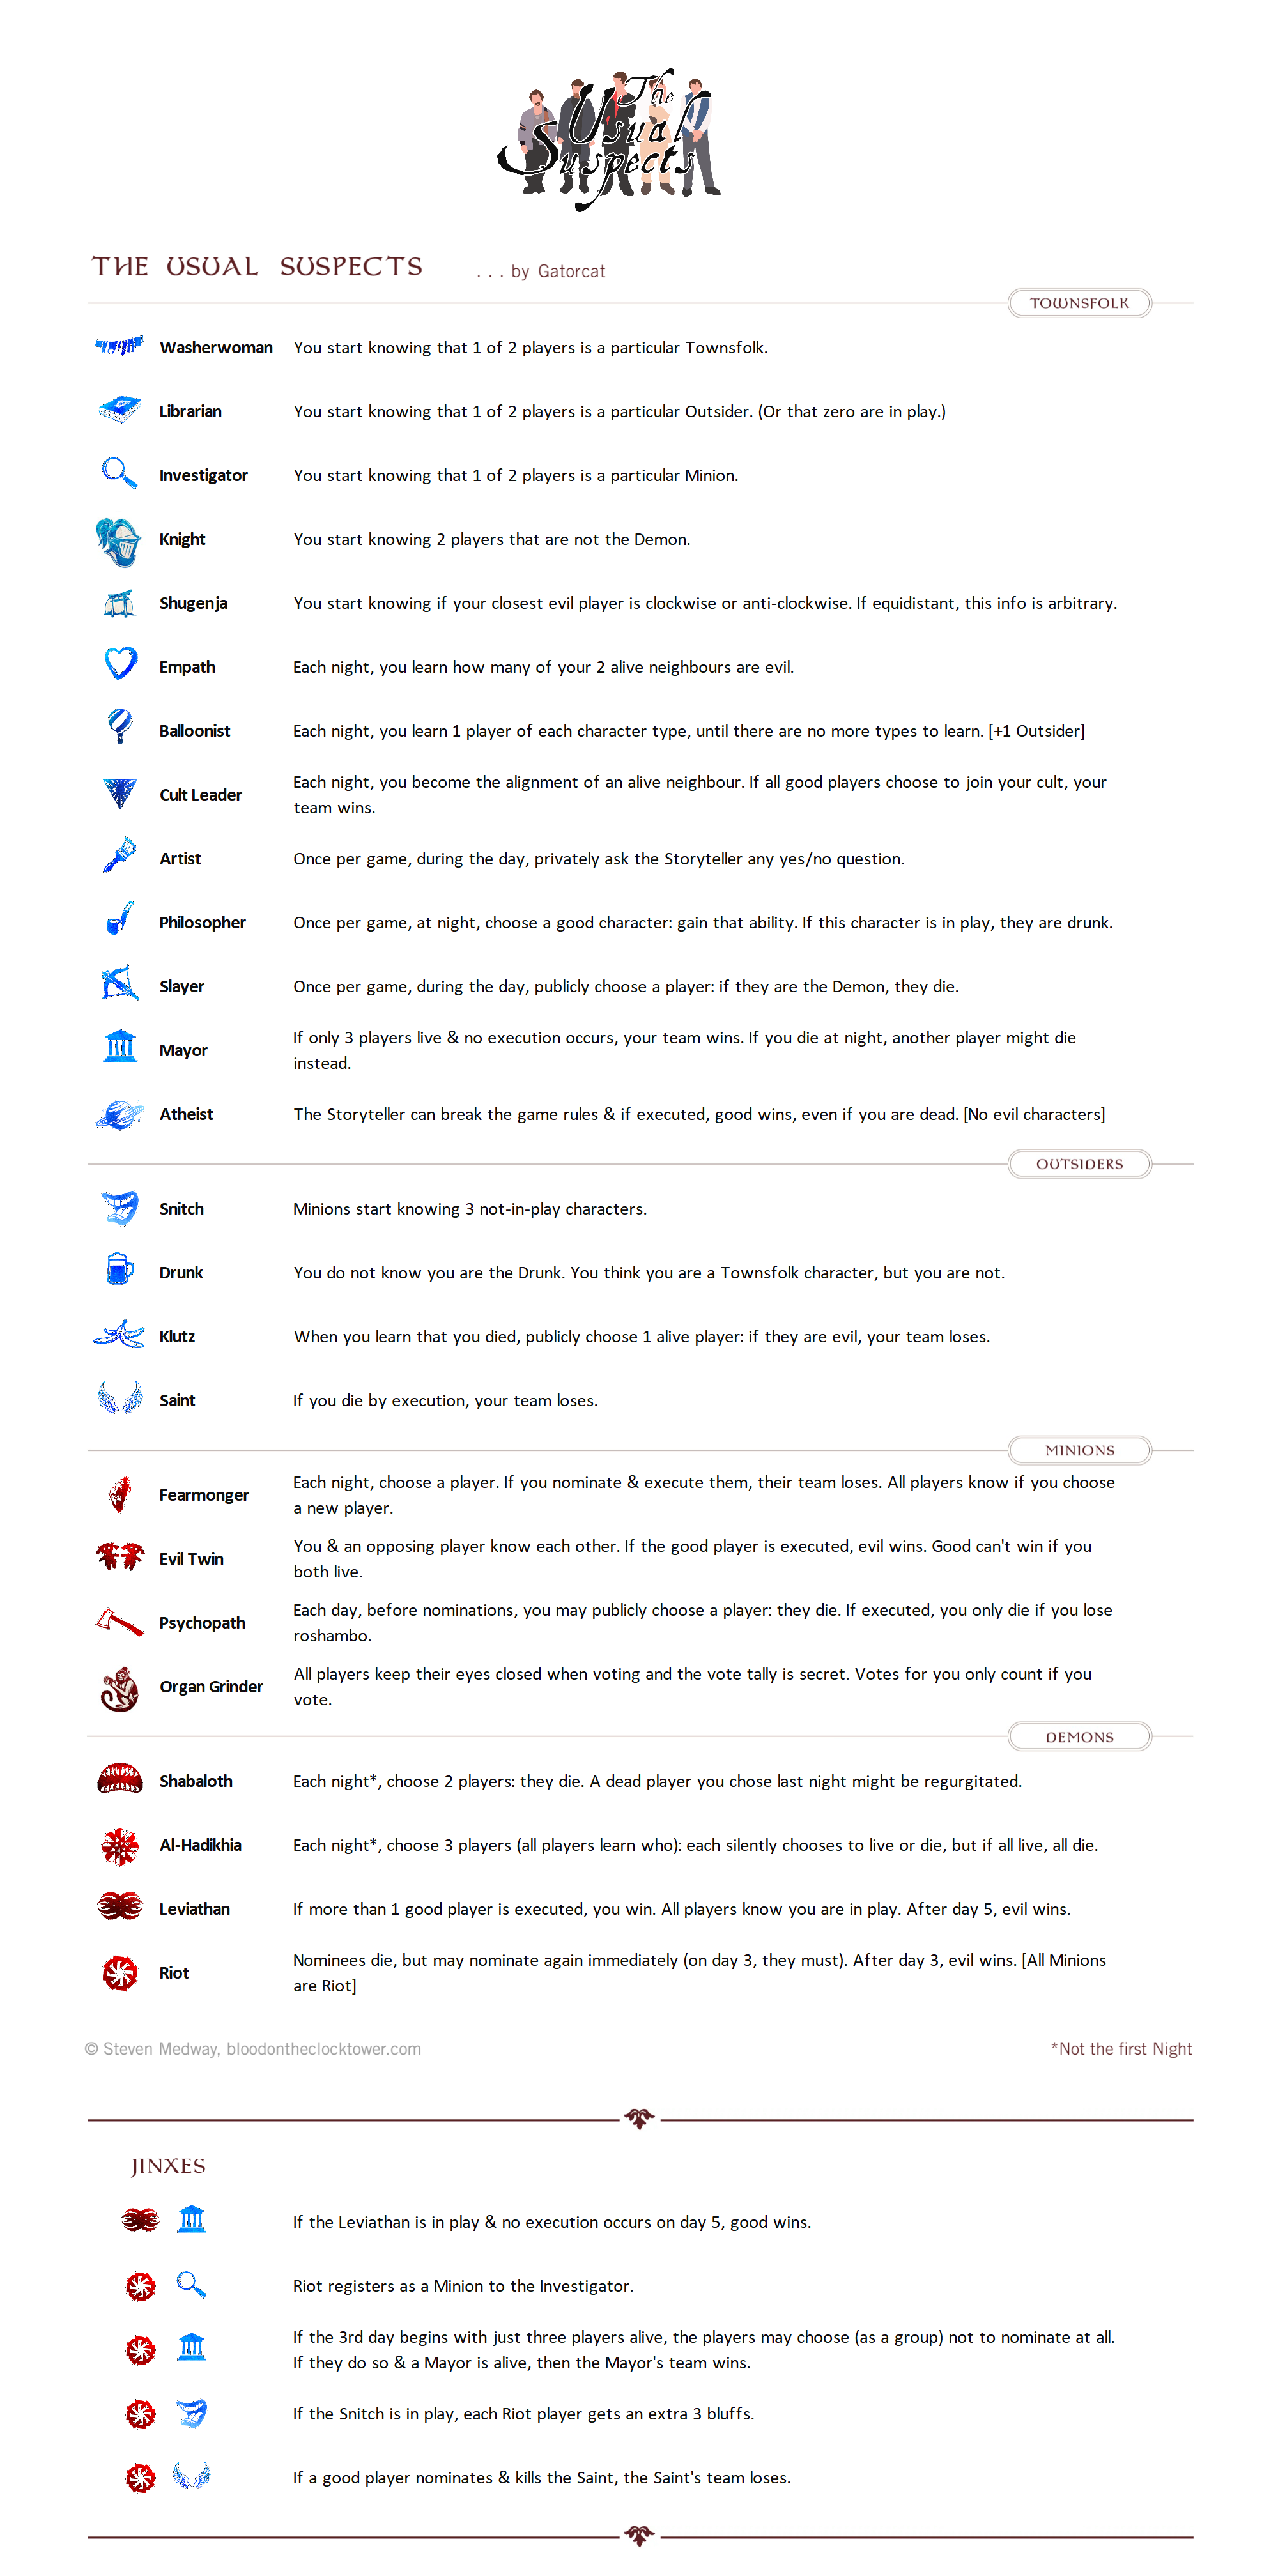 The
Usual
Suspects
THE USUAL SUSPECTS . . . by Gatorcat
TOWNSFOLK
Washerwoman You start knowing that 1 of 2 players is a particular Townsfolk.
Librarian You start knowing that 1 of 2 players is a particular Outsider. (Or that zero are in play.)
Investigator You start knowing that 1 of 2 players is a particular Minion.
Knight You start knowing 2 players that are not the Demon.
Shugenja You start knowing if your closest evil player is clockwise or anti-clockwise. If equidistant, this info is arbitrary.
Empath Each night, you learn how many of your 2 alive neighbours are evil.
Balloonist Each night, you learn 1 player of each character type, until there are no more types to learn. [+1 Outsider]
Cult Leader Each night, you become the alignment of an alive neighbour. If all good players choose to join your cult, your
team wins.
Artist Once per game, during the day, privately ask the Storyteller any yes/no question.
Philosopher Once per game, at night, choose a good character: gain that ability. If this character is in play, they are drunk.
Slayer Once per game, during the day, publicly choose a player: if they are the Demon, they die.
Mayor If only 3 players live & no execution occurs, your team wins. If you die at night, another player might die
instead.
Atheist The Storyteller can break the game rules & if executed, good wins, even if you are dead. [No evil characters]
OUTSIDERS
Snitch Minions start knowing 3 not-in-play characters.
Drunk You do not know you are the Drunk. You think you are a Townsfolk character, but you are not.
Klutz When you learn that you died, publicly choose 1 alive player: if they are evil, your team loses.
Saint If you die by execution, your team loses.
MINIONS
Fearmonger Each night, choose a player. If you nominate & execute them, their team loses. All players know if you choose
a new player.
Evil Twin You & an opposing player know each other. If the good player is executed, evil wins. Good can't win if you
both live.
Psychopath Each day, before nominations, you may publicly choose a player: they die. If executed, you only die if you lose
roshambo.
Organ Grinder All players keep their eyes closed when voting and the vote tally is secret. Votes for you only count if you
vote.
DEMONS
Shabaloth Each night*, choose 2 players: they die. A dead player you chose last night might be regurgitated.
Al-Hadikhia Each night*, choose 3 players (all players learn who): each silently chooses to live or die, but if all live, all die.
Leviathan If more than 1 good player is executed, you win. All players know you are in play. After day 5, evil wins.
Riot Nominees die, but may nominate again immediately (on day 3, they must). After day 3, evil wins. [All Minions
are Riot]
© Steven Medway, bloodontheclocktower.com *Not the first Night
JINXES
If the Leviathan is in play & no execution occurs on day 5, good wins.
Riot registers as a Minion to the Investigator.
If the 3rd day begins with just three players alive, the players may choose (as a group) not to nominate at all.
If they do so & a Mayor is alive, then the Mayor's team wins.
If the Snitch is in play, each Riot player gets an extra 3 bluffs.
If a good player nominates & kills the Saint, the Saint's team loses.